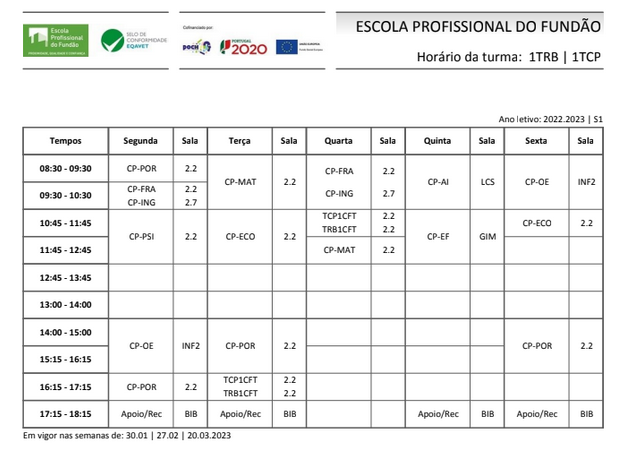 Escola
Profissional
do Fundão
SELO DE
CONFORMIDADE
EQAVET
Cofinanciado por:
POCH
PORTUGAL
2020
UNIÃO EUROPEIA
Fundo Social Europeu
ESCOLA PROFISSIONAL DO FUNDÃO
Horário da turma: 1TRB | 1TCP
Ano letivo: 2022.2023 | S1
Tempos Segunda Sala Terça Sala Quarta Sala Quinta Sala Sexta Sala
08:30 - 09:30 CP-POR 2.2 CP-MAT 2.2 CP-FRA 2.2 CP-AI LCS CP-OE INF2
09:30 - 10:30 CP-FRA 2.2 CP-ING 2.7
CP-ING 2.7
10:45 - 11:45 CP-PSI 2.2 CP-ECO 2.2 TCP1CFT 2.2 CP-EF GIM CP-ECO 2.2
TRB1CFT 2.2
11:45 - 12:45 CP-MAT 2.2
12:45 - 13:45
13:00 - 14:00
14:00 - 15:00 CP-OE INF2 CP-POR 2.2 CP-POR 2.2
15:15 - 16:15
16:15 - 17:15 CP-POR 2.2 TCP1CFT 2.2
TRB1CFT 2.2
17:15 - 18:15 Apoio/Rec BIB Apoio/Rec BIB Apoio/Rec BIB Apoio/Rec BIB
Em vigor nas semanas de: 30.01 | 27.02 | 20.03.2023